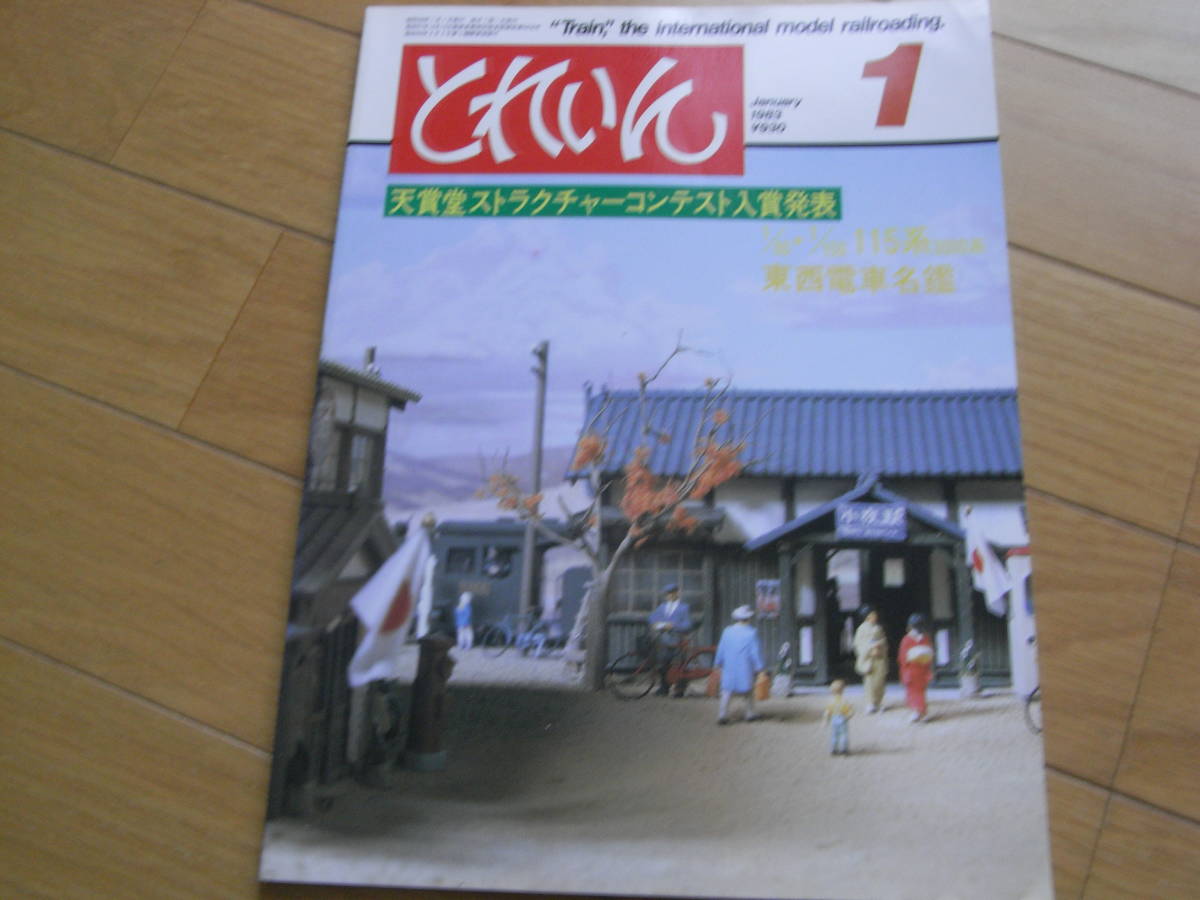 "Train," the international model railroading.
とれいん
1
January
1983
¥930
天賞堂ストラクチャーコンテスト入賞発表
115系
東西電車名鑑